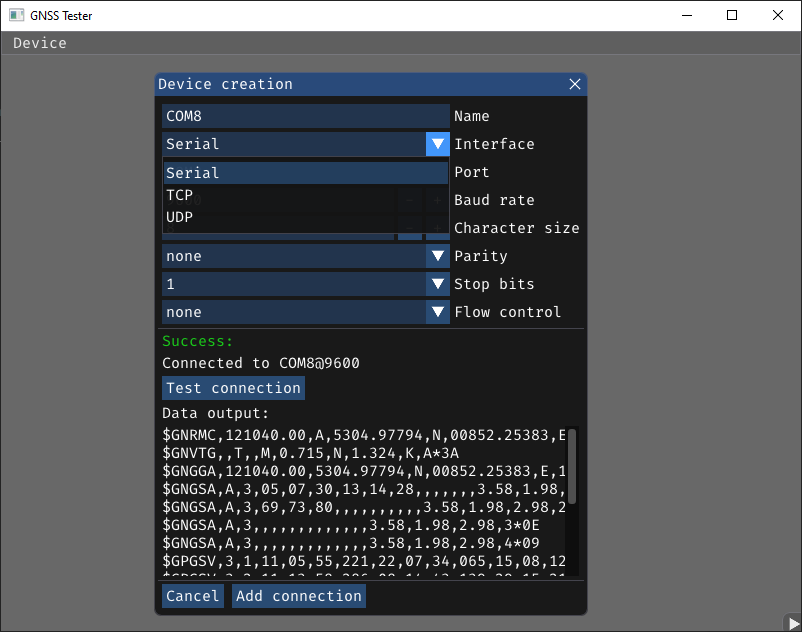 GNSS Tester
Device
Device creation
COM8 Name
Serial Interface
Serial Port
TCP Baud rate
UDP Character size
none Parity
1 Stop bits
none Flow control
Success:
Connected to COM8@9600
Test connection
Data output:
$GNRMC,121040.00,A,5304.97794,N,00852.25383,E
$GNVTG,,T,,M,0.715,N,1.324,K,A*3A
$GNGGA,121040.00,5304.97794,N,00852.25383,E,1
$GNGSA,A,3,05,07,30,13,14,28,,,,,,,3.58,1.98,
$GNGSA,A,3,69,73,80,,,,,,,,,,3.58,1.98,2.98,2
$GNGSA,A,3,,,,,,,,,,,,,3.58,1.98,2.98,3*0E
$GNGSA,A,3,,,,,,,,,,,,,3.58,1.98,2.98,4*09
$GPGSV,3,1,11,05,55,221,22,07,34,065,15,08,12
Cancel Add connection